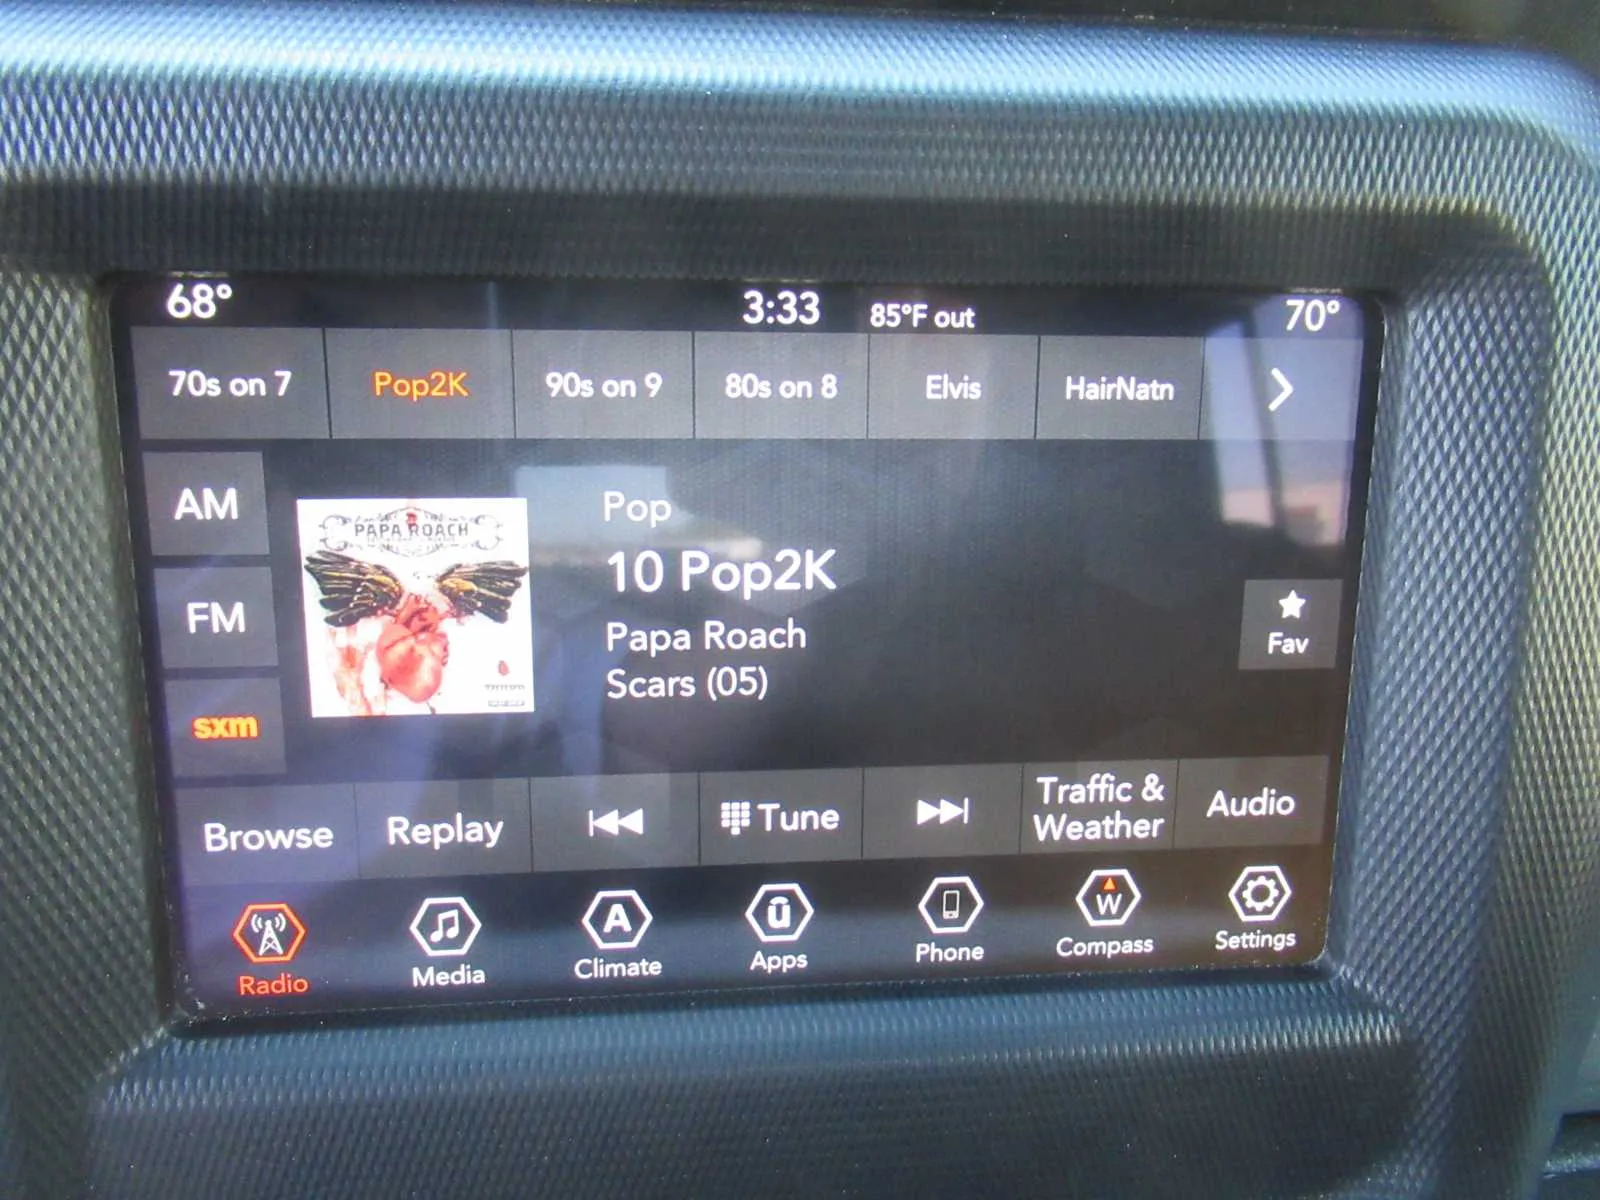 68°
3:33
85°F out
70°
70s on 7
Pop2K
90s on 9
80s on 8
Elvis
HairNatn
AM
FM
sxm
PAPA ROACH
Pop
10 Pop2K
Papa Roach
Scars (05)
Fav
Browse
Replay
Tune
Traffic &
Weather
Audio
Radio
Media
A
Climate
ū
Apps
Phone
W
Compass
Settings